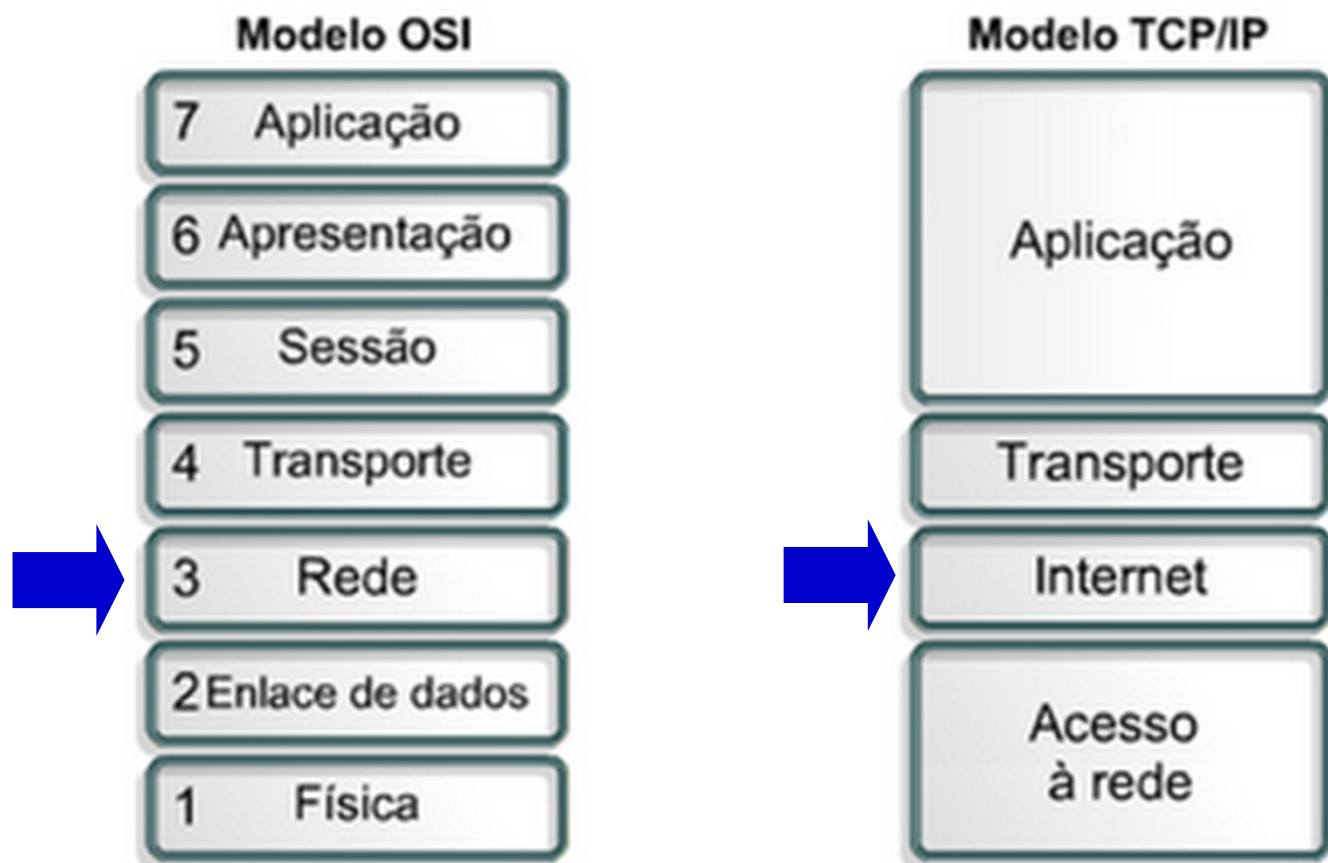 Modelo OSI
7 Aplicação
6 Apresentação
5 Sessão
4 Transporte
3 Rede
2 Enlace de dados
1 Física
Modelo TCP/IP
Aplicação
Transporte
Internet
Acesso
à rede